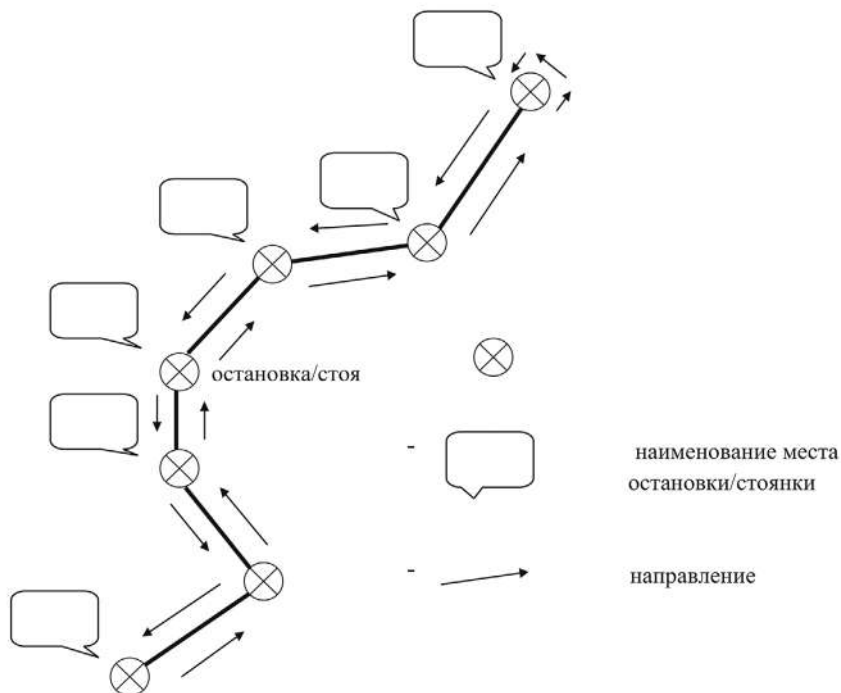 остановка/стоя
- наименование места
остановки/стоянки
- направление